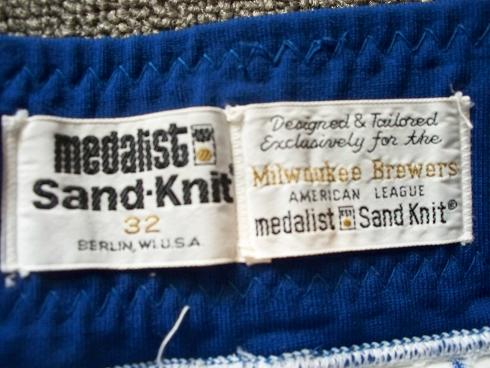 medalist
Sand-Knit
32
BERLIN, WI. U.S.A.
Designed & Tailored
Exclusively for the
Milwaukee Brewers
AMERICAN LEAGUE
medalist Sand Knit®